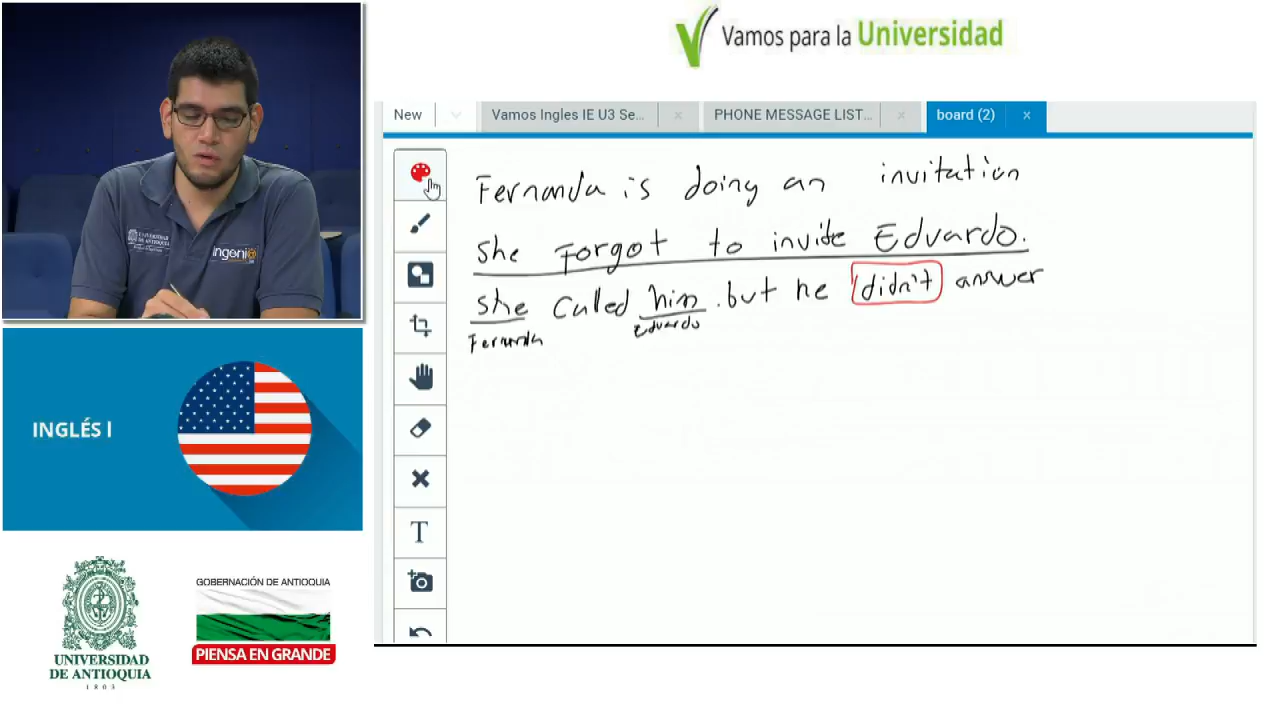 Vamos para la Universidad
New
Vamos Ingles IE U3 Se...
PHONE MESSAGE LIST...
board (2)
Fernanda is doing an invitation
She Forgot to invite Eduardo.
She called him. but he didn't answer
Fernanda
Eduardo
ingeni@
INGLÉS I
T
UNIVERSIDAD
DE ANTIOQUIA
1803
GOBERNACIÓN DE ANTIOQUIA
PIENSA EN GRANDE